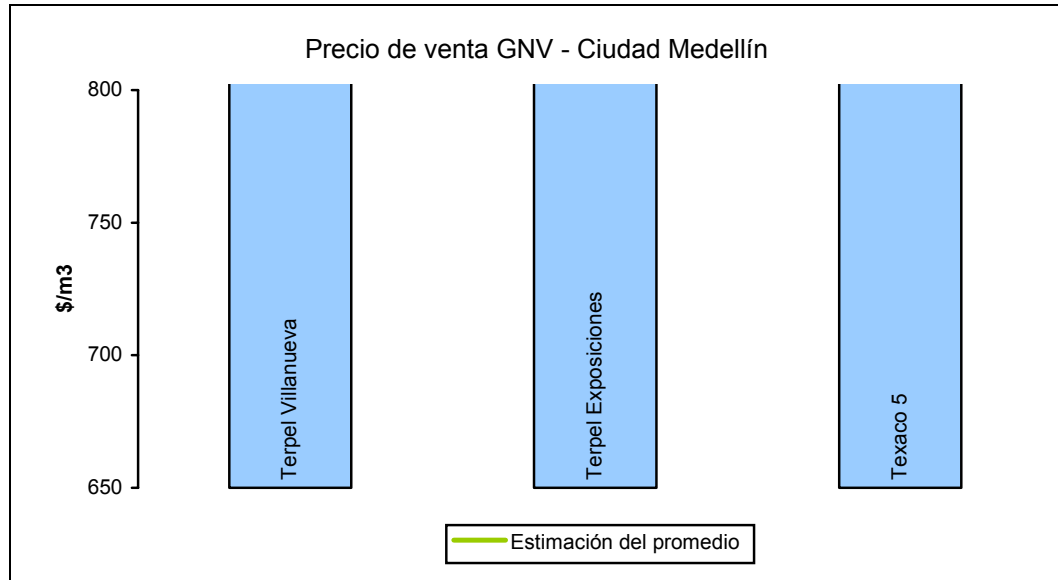 Precio de venta GNV - Ciudad Medellín
800
750
700
650
$/m3
Terpel Villanueva
Terpel Exposiciones
Texaco 5
Estimación del promedio